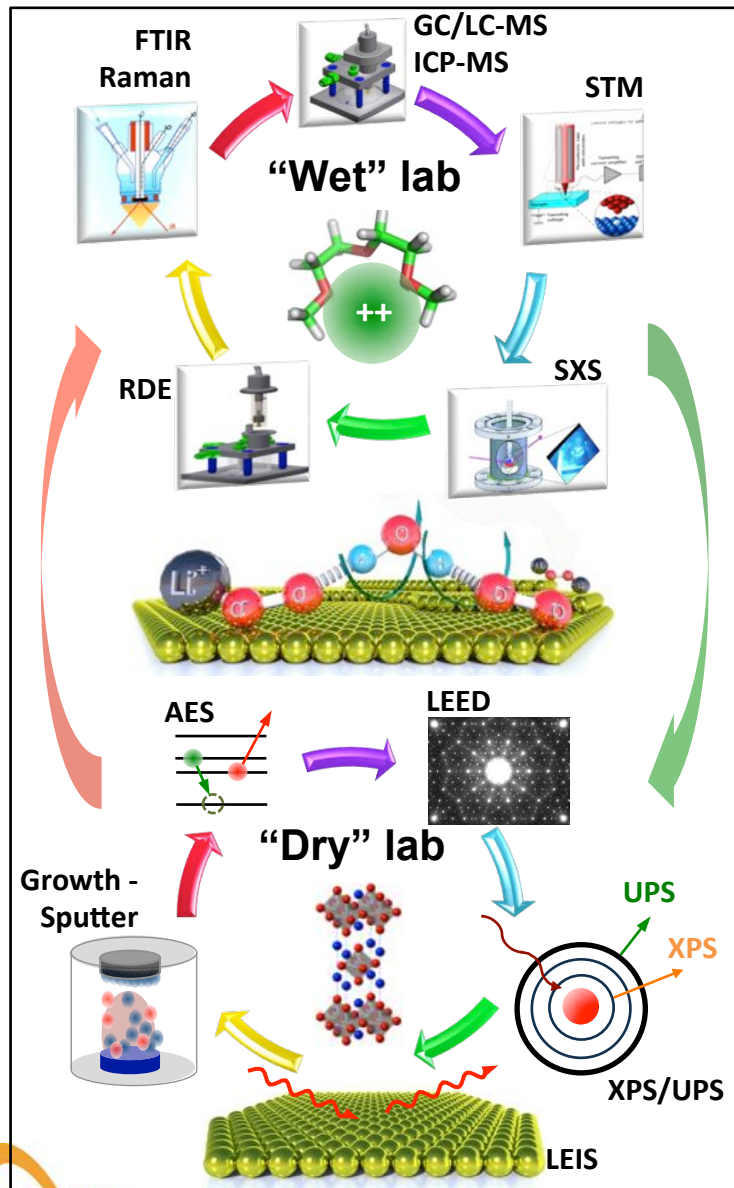 FTIR
Raman
GC/LC-MS
ICP-MS
STM
“Wet” lab
++
RDE
SXS
Li+
AES
LEED
“Dry” lab
Growth -
Sputter
UPS
XPS
XPS/UPS
LEIS